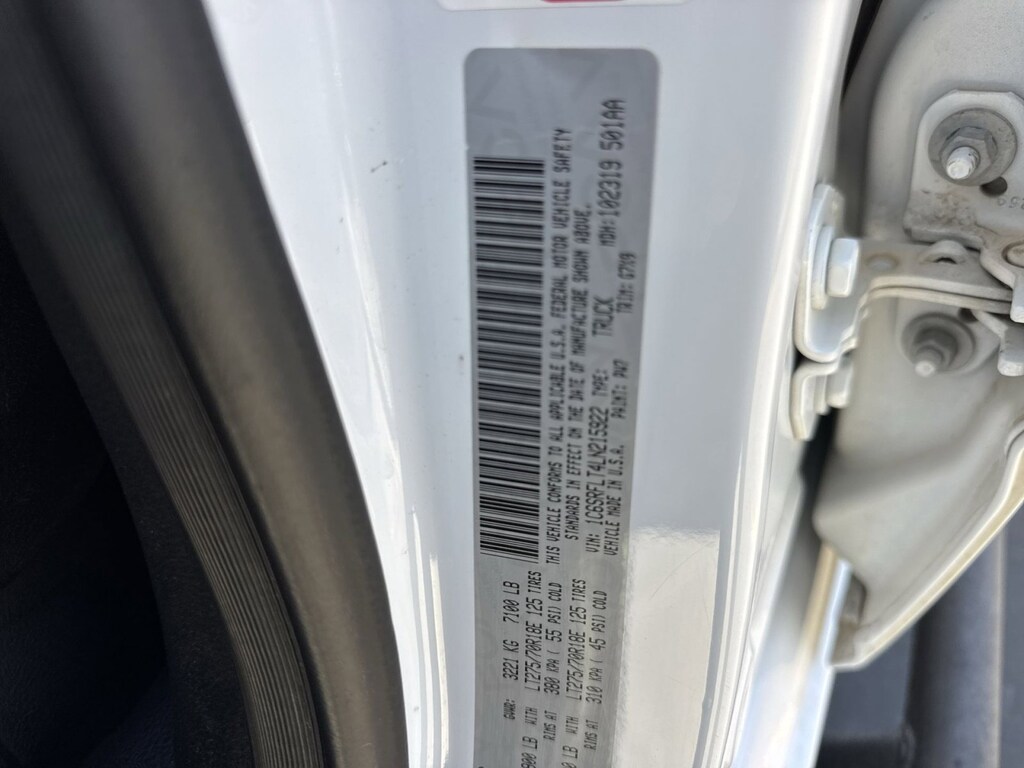 GVWR: 3221 KG 7100 LB
900 LB WITH LT275/70R18E 125 TIRES
RIMS AT 380 KPA ( 55 PSI) COLD
0 LB WITH LT275/70R18E 125 TIRES
RIMS AT 310 KPA ( 45 PSI) COLD
THIS VEHICLE CONFORMS TO ALL APPLICABLE U.S.A. FEDERAL MOTOR VEHICLE SAFETY
STANDARDS IN EFFECT ON THE DATE OF MANUFACTURE SHOWN ABOVE.
VIN: 1C6SRFLT4LN215922 TYPE: TRUCK MDH:102319 501AA
VEHICLE MADE IN U.S.A. PAINT: PW7 TRIM: G7X9